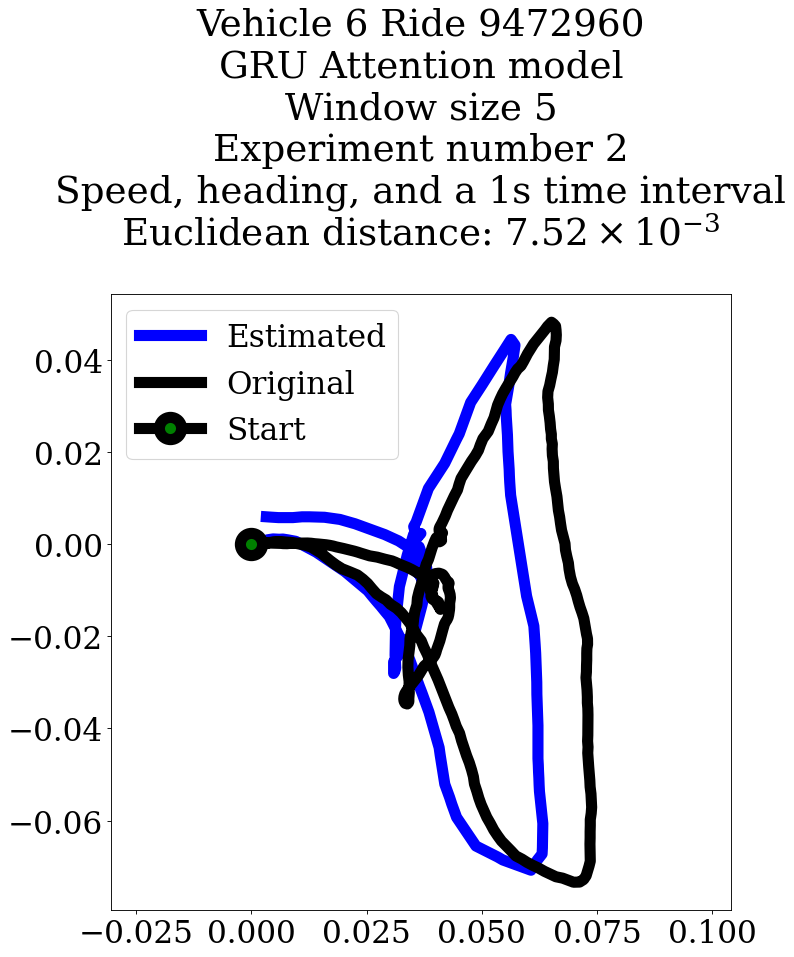 Vehicle 6 Ride 9472960
GRU Attention model
Window size 5
Experiment number 2
Speed, heading, and a 1s time interval
Euclidean distance: 7.52 × 10⁻³
Estimated
Original
Start
0.04
0.02
0.00
−0.02
−0.04
−0.06
−0.025 0.000 0.025 0.050 0.075 0.100